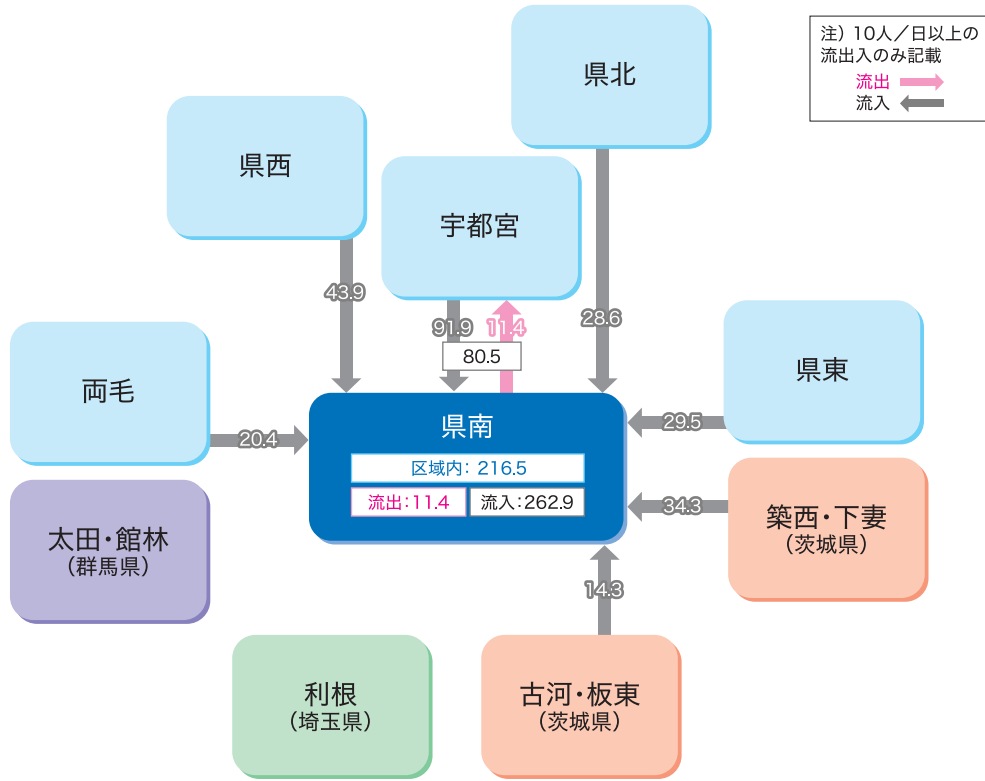 注）10人／日以上の
流出入のみ記載
流出
流入
県北
県西
宇都宮
43.9
91.9
11.4
28.6
80.5
両毛
県東
20.4
県南
29.5
区域内：216.5
流出：11.4
流入：262.9
34.3
太田・館林
（群馬県）
築西・下妻
（茨城県）
14.3
利根
（埼玉県）
古河・板東
（茨城県）